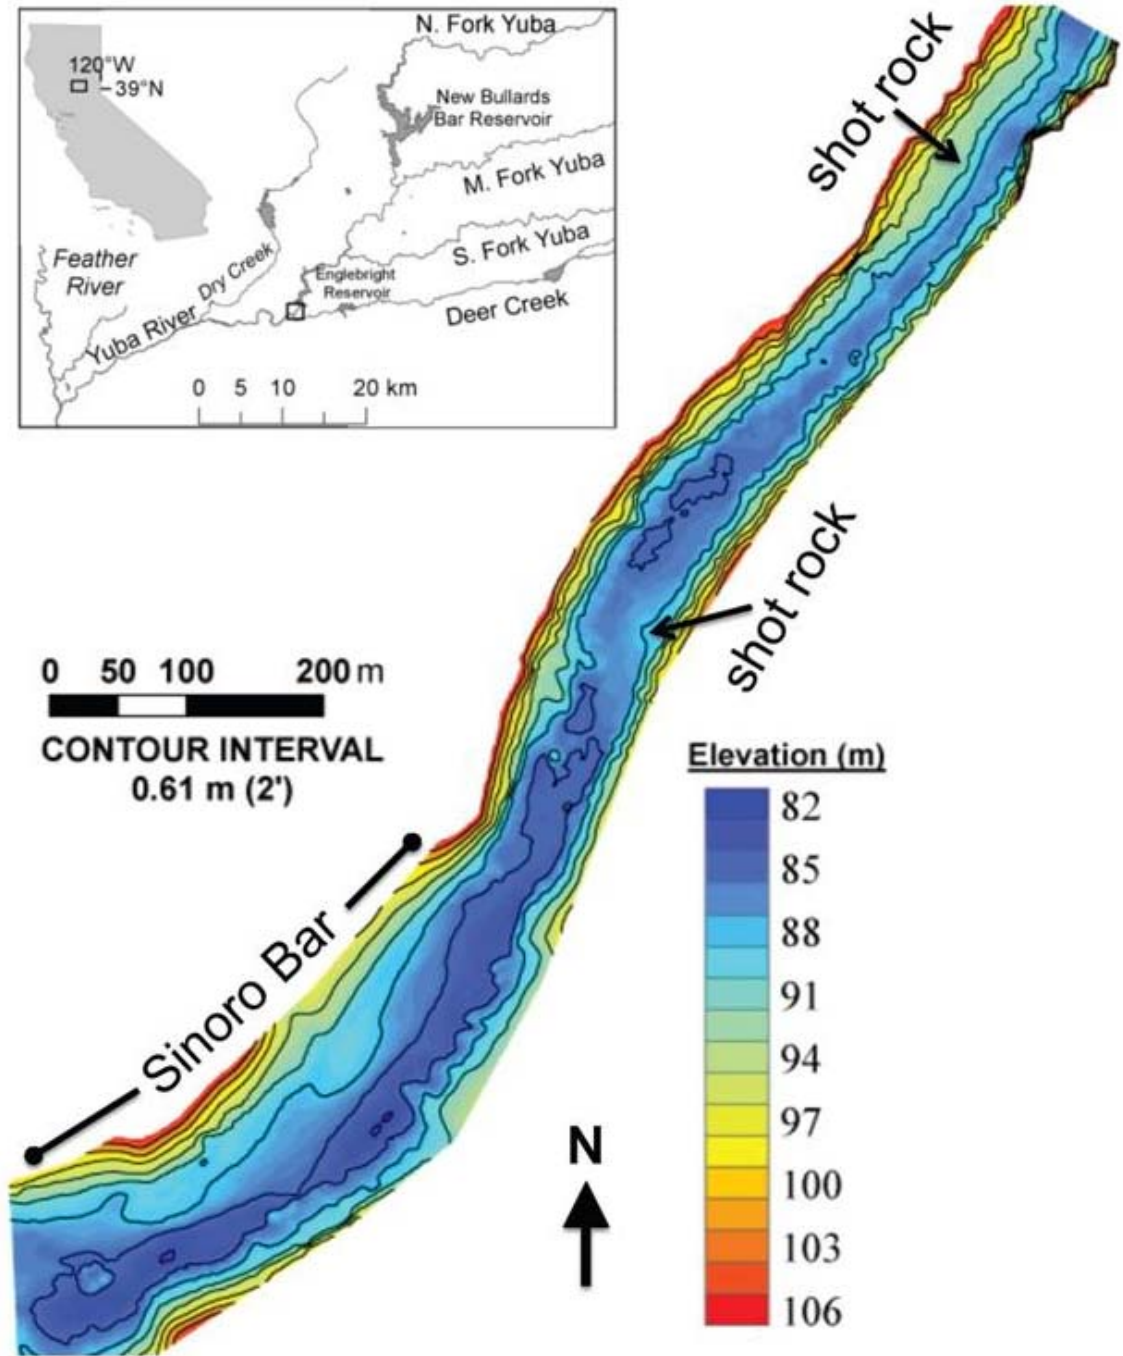 N. Fork Yuba
120°W
39°N
New Bullards
Bar Reservoir
M. Fork Yuba
S. Fork Yuba
Feather
River
Dry Creek
Englebright
Reservoir
Yuba River
Deer Creek
0 5 10 20 km
shot rock
shot rock
0 50 100 200 m
CONTOUR INTERVAL
0.61 m (2')
Elevation (m)
82
85
88
91
94
97
100
103
106
Sinoro Bar
N